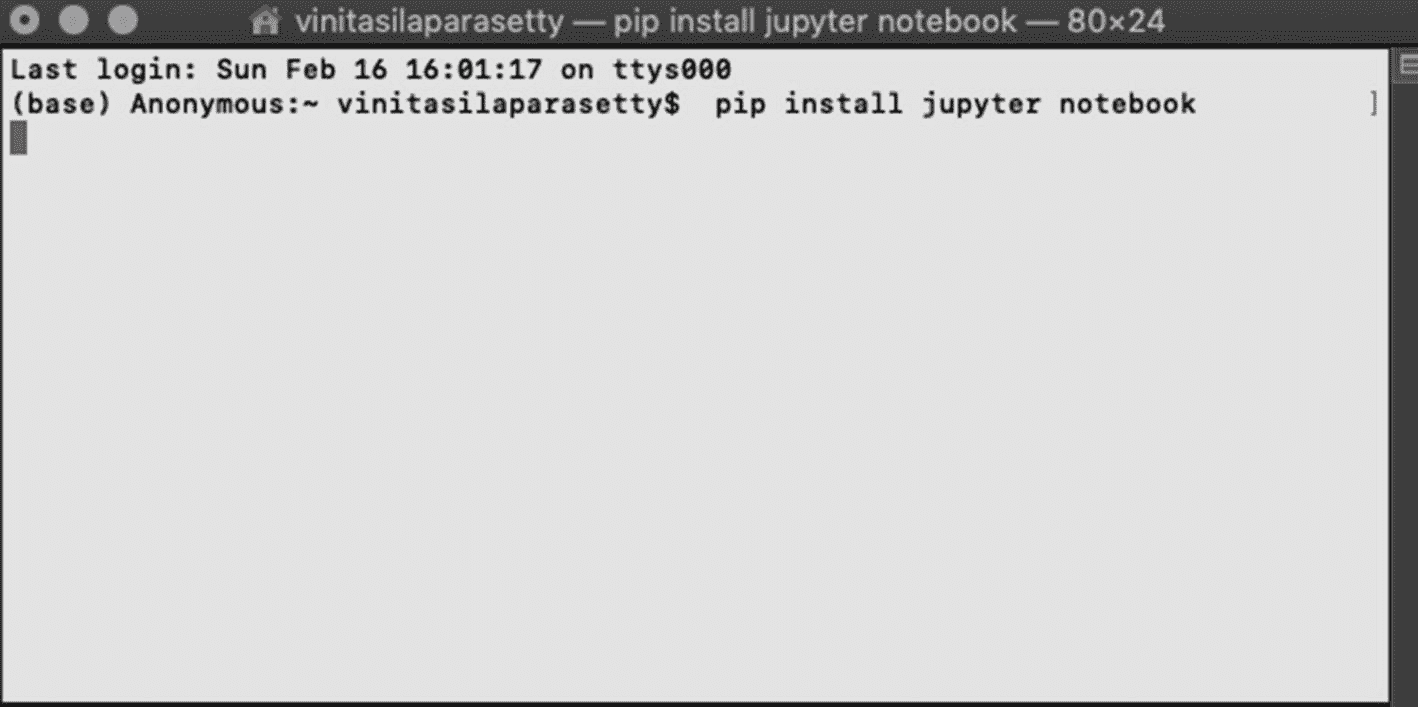 vinitasilaparasetty — pip install jupyter notebook — 80×24
Last login: Sun Feb 16 16:01:17 on ttys000
(base) Anonymous:~ vinitasilaparasetty$  pip install jupyter notebook ]